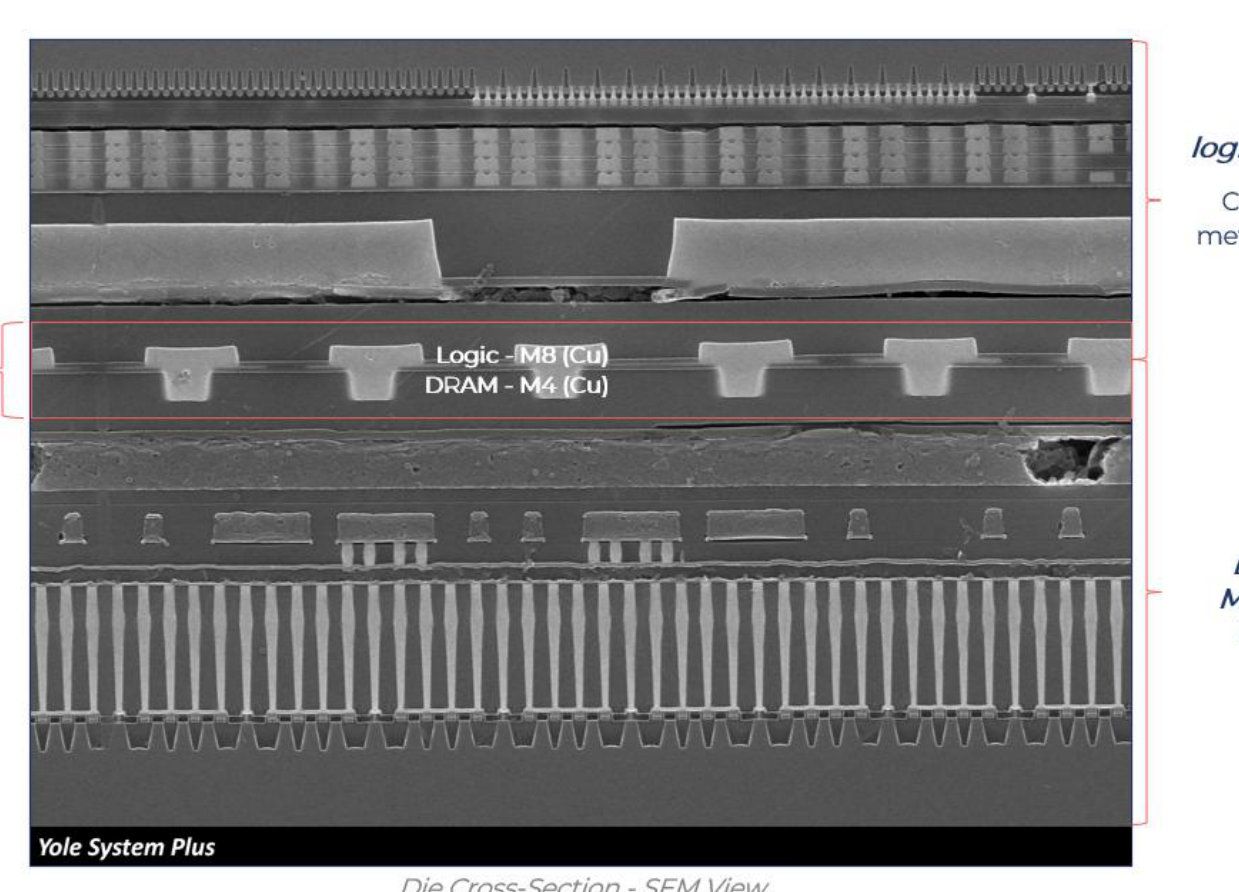 Logic - M8 (Cu)
DRAM - M4 (Cu)
Yole System Plus
Die Cross-Section - SEM View